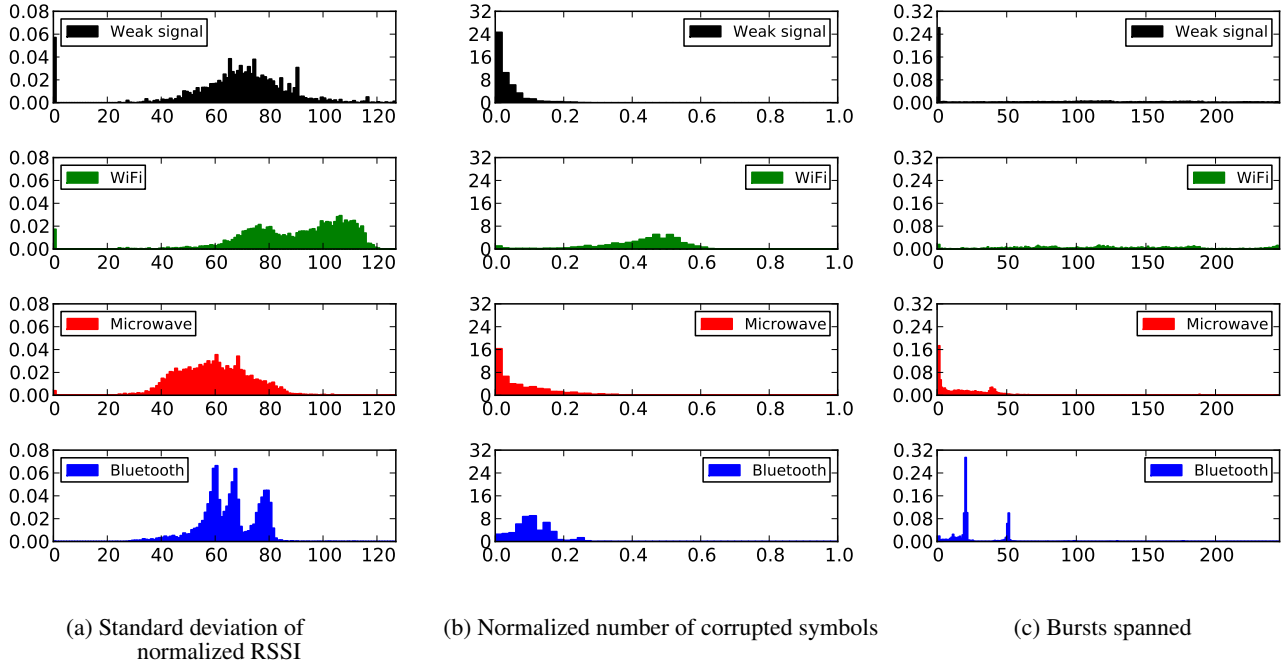 0.08 0.06 0.04 0.02 0.00
Weak signal
0 20 40 60 80 100 120
32 24 16 8 0
Weak signal
0.0 0.2 0.4 0.6 0.8 1.0
0.32 0.24 0.16 0.08 0.00
Weak signal
0 50 100 150 200
0.08 0.06 0.04 0.02 0.00
WiFi
0 20 40 60 80 100 120
32 24 16 8 0
WiFi
0.0 0.2 0.4 0.6 0.8 1.0
0.32 0.24 0.16 0.08 0.00
WiFi
0 50 100 150 200
0.08 0.06 0.04 0.02 0.00
Microwave
0 20 40 60 80 100 120
32 24 16 8 0
Microwave
0.0 0.2 0.4 0.6 0.8 1.0
0.32 0.24 0.16 0.08 0.00
Microwave
0 50 100 150 200
0.08 0.06 0.04 0.02 0.00
Bluetooth
0 20 40 60 80 100 120
32 24 16 8 0
Bluetooth
0.0 0.2 0.4 0.6 0.8 1.0
0.32 0.24 0.16 0.08 0.00
Bluetooth
0 50 100 150 200
(a) Standard deviation of
normalized RSSI
(b) Normalized number of corrupted symbols
(c) Bursts spanned